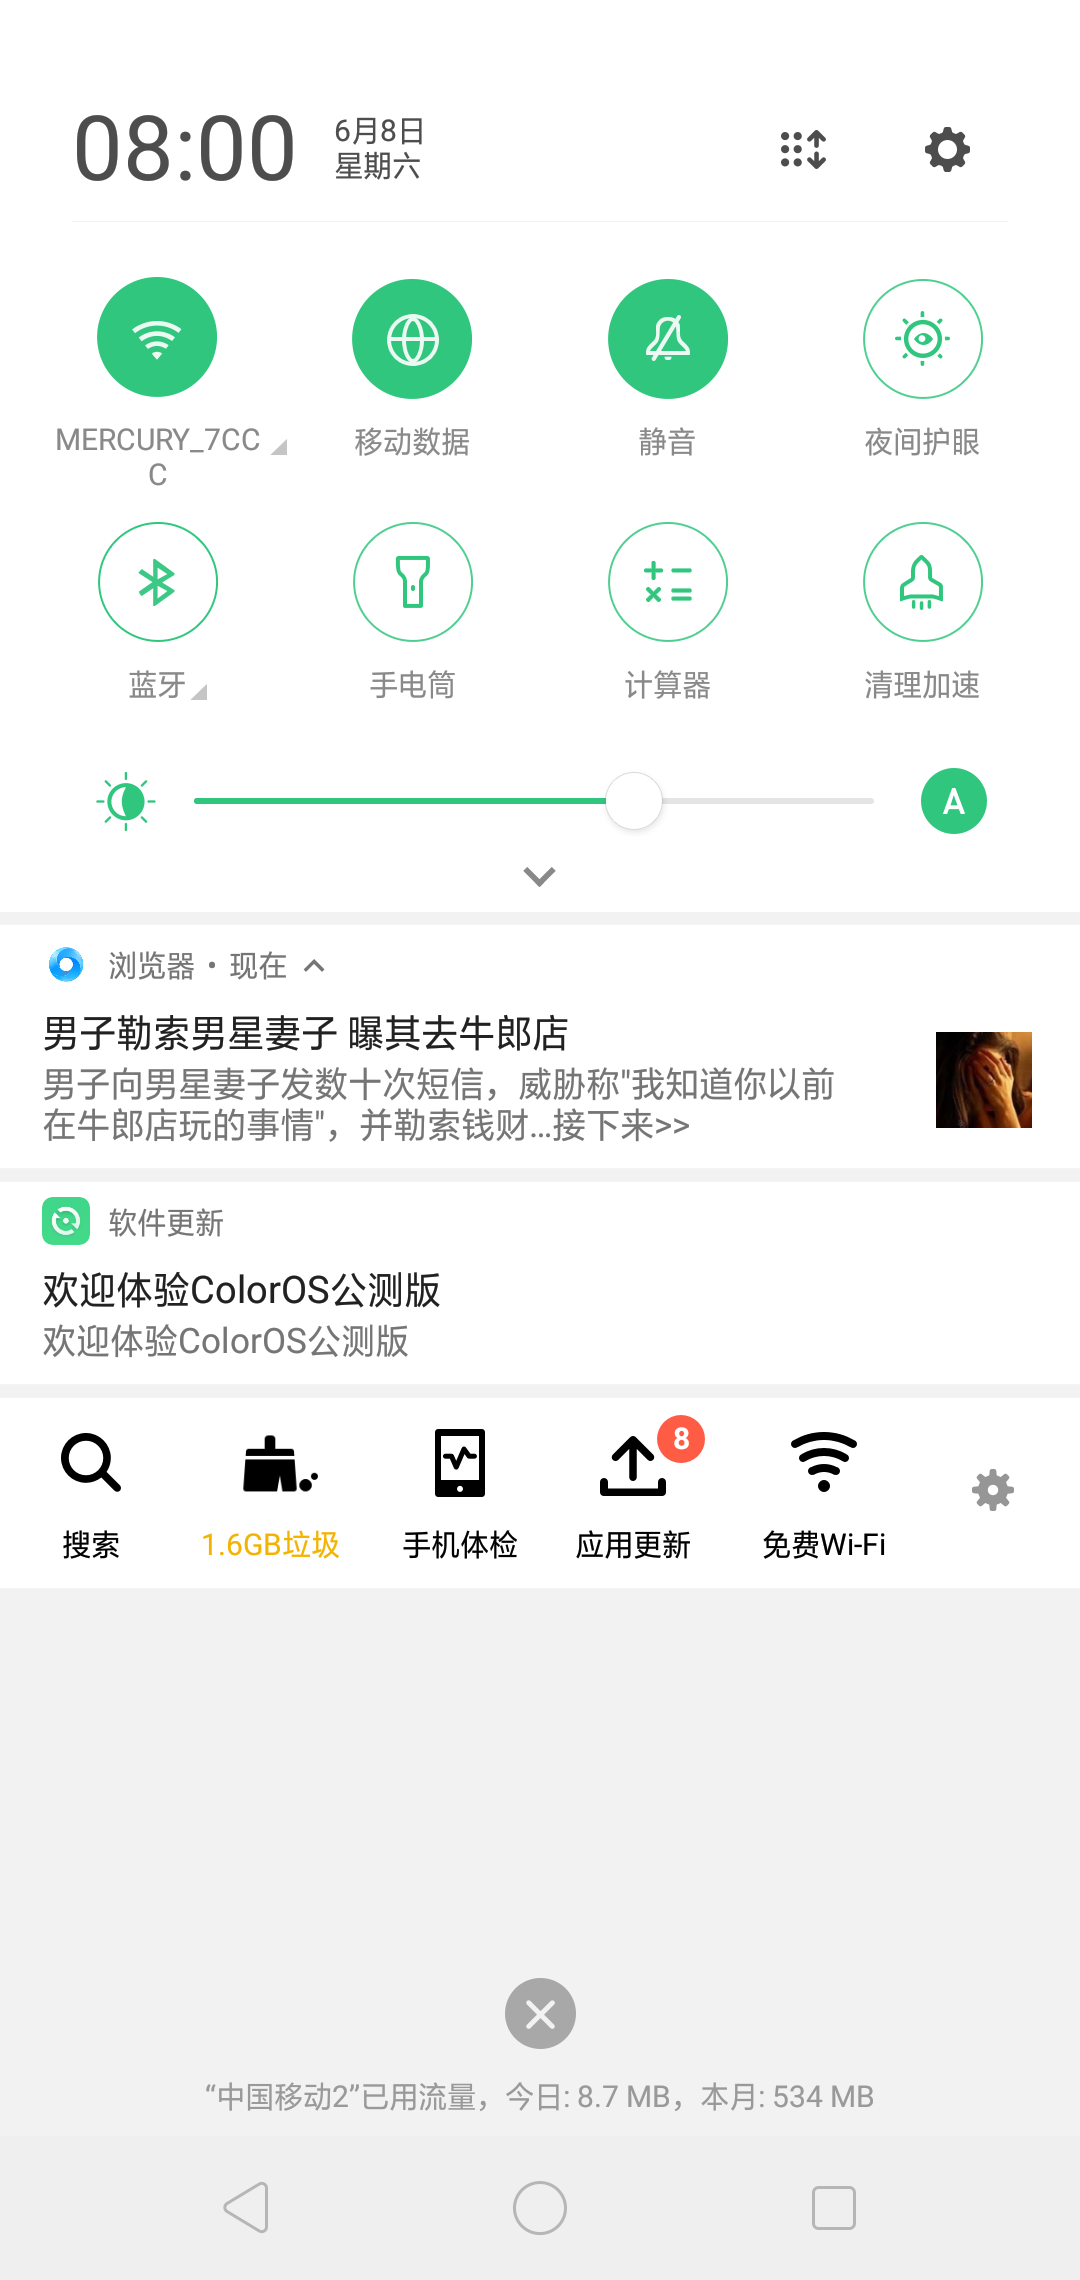 08:00
6月8日
星期六
MERCURY_7CC
C
移动数据
静音
夜间护眼
蓝牙
手电筒
计算器
清理加速
A
浏览器 · 现在
男子勒索男星妻子 曝其去牛郎店
男子向男星妻子发数十次短信，威胁称"我知道你以前
在牛郎店玩的事情"，并勒索钱财...接下来>>
软件更新
欢迎体验ColorOS公测版
欢迎体验ColorOS公测版
8
搜索
1.6GB垃圾
手机体检
应用更新
免费Wi-Fi
“中国移动2”已用流量，今日: 8.7 MB，本月: 534 MB